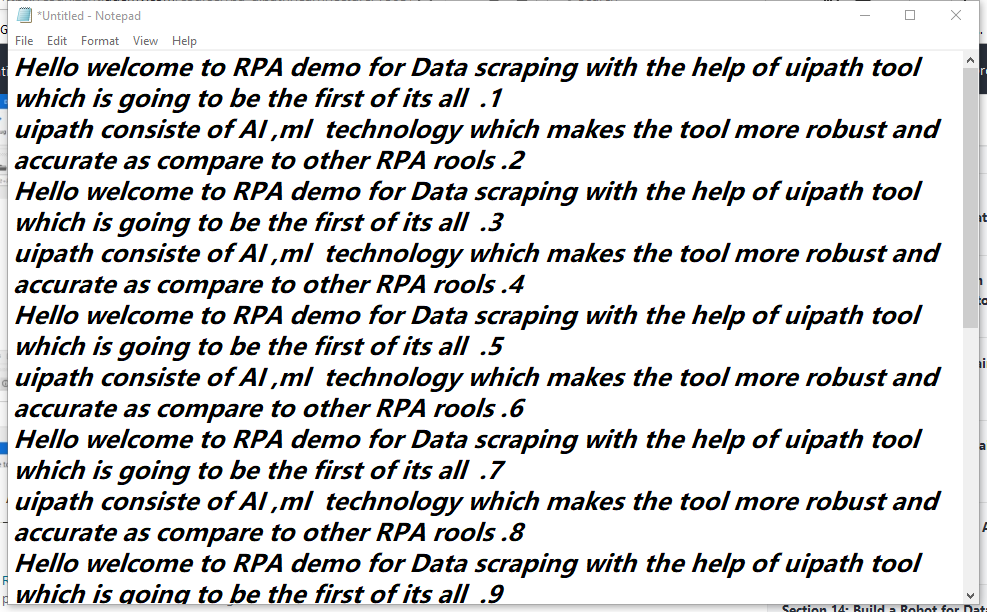 *Untitled - Notepad
File Edit Format View Help
Hello welcome to RPA demo for Data scraping with the help of uipath tool
which is going to be the first of its all  .1
uipath consiste of AI ,ml  technology which makes the tool more robust and
accurate as compare to other RPA rools .2
Hello welcome to RPA demo for Data scraping with the help of uipath tool
which is going to be the first of its all  .3
uipath consiste of AI ,ml  technology which makes the tool more robust and
accurate as compare to other RPA rools .4
Hello welcome to RPA demo for Data scraping with the help of uipath tool
which is going to be the first of its all  .5
uipath consiste of AI ,ml  technology which makes the tool more robust and
accurate as compare to other RPA rools .6
Hello welcome to RPA demo for Data scraping with the help of uipath tool
which is going to be the first of its all  .7
uipath consiste of AI ,ml  technology which makes the tool more robust and
accurate as compare to other RPA rools .8
Hello welcome to RPA demo for Data scraping with the help of uipath tool
which is going to be the first of its all  .9
Section 14: Build a Robot for Data